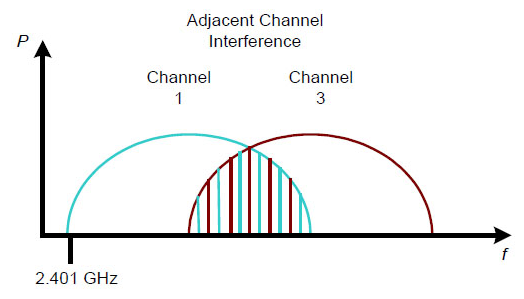 Adjacent Channel
Interference
P
Channel
1
Channel
3
f
2.401 GHz